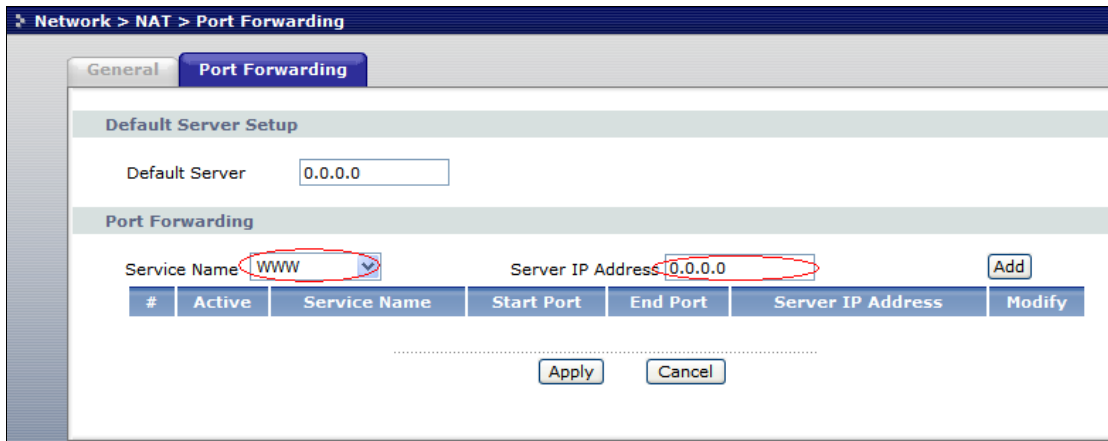 Network > NAT > Port Forwarding
General Port Forwarding
Default Server Setup
Default Server 0.0.0.0
Port Forwarding
Service Name WWW Server IP Address 0.0.0.0 Add
# Active Service Name Start Port End Port Server IP Address Modify
Apply Cancel